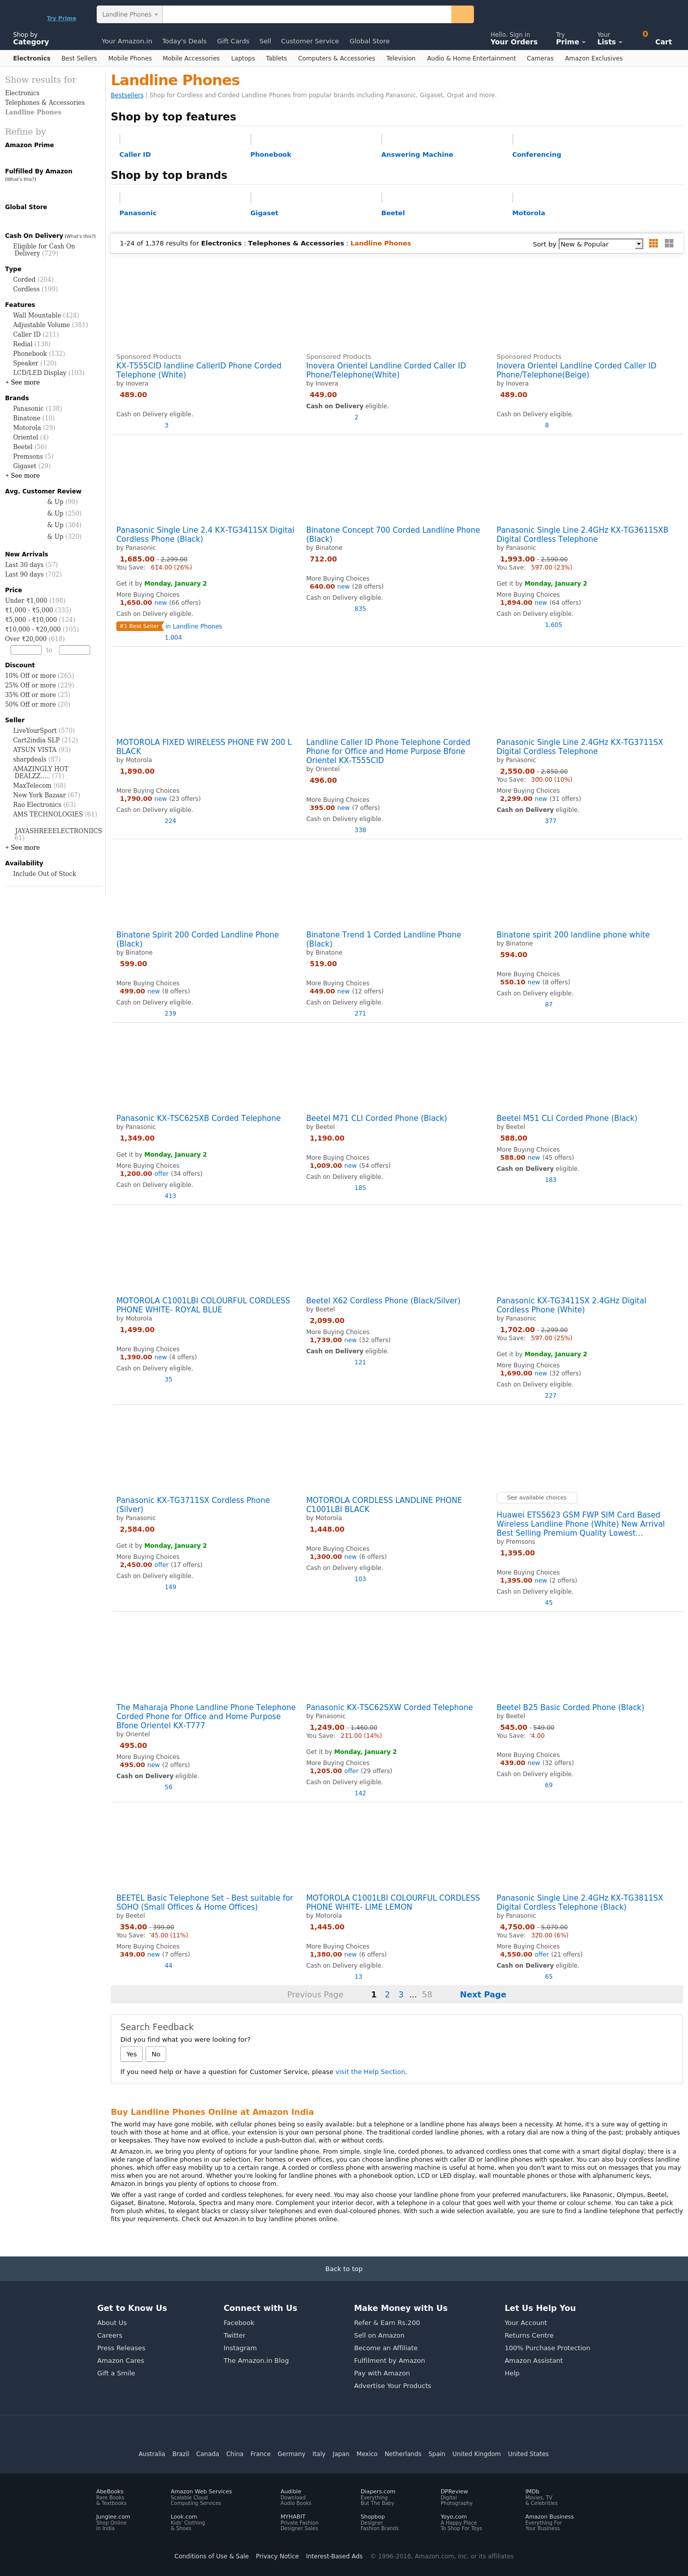 Try Prime
Landline Phones
Shop by
Category
Your Amazon.in Today's Deals Gift Cards Sell Customer Service Global Store
Hello. Sign in
Your Orders
Try
Prime
Your
Lists
0
Cart
Electronics Best Sellers Mobile Phones Mobile Accessories Laptops Tablets Computers & Accessories Television Audio & Home Entertainment Cameras Amazon Exclusives
Show results for
Electronics
Telephones & Accessories
Landline Phones
Refine by
Amazon Prime
Fulfilled By Amazon
(What's this?)
Global Store
Cash On Delivery (What's this?)
Eligible for Cash On
Delivery (729)
Type
Corded (204)
Cordless (199)
Features
Wall Mountable (424)
Adjustable Volume (381)
Caller ID (211)
Redial (138)
Phonebook (132)
Speaker (120)
LCD/LED Display (103)
+ See more
Brands
Panasonic (138)
Binatone (10)
Motorola (29)
Orientel (4)
Beetel (56)
Premsons (5)
Gigaset (29)
+ See more
Avg. Customer Review
& Up (99)
& Up (250)
& Up (304)
& Up (320)
New Arrivals
Last 30 days (57)
Last 90 days (702)
Price
Under ₹1,000 (198)
₹1,000 - ₹5,000 (335)
₹5,000 - ₹10,000 (124)
₹10,000 - ₹20,000 (105)
Over ₹20,000 (618)
to
Discount
10% Off or more (265)
25% Off or more (229)
35% Off or more (25)
50% Off or more (20)
Seller
LiveYourSport (570)
Cart2india SLP (212)
ATSUN VISTA (93)
sharpdeals (87)
AMAZINGLY HOT
DEALZZ..... (71)
MaxTelecom (68)
New York Bazaar (67)
Rao Electronics (63)
AMS TECHNOLOGIES (61)
JAYASHREEELECTRONIICS
61)
+ See more
Availability
Include Out of Stock
Landline Phones
Bestsellers | Shop for Cordless and Corded Landline Phones from popular brands including Panasonic, Gigaset, Orpat and more.
Shop by top features
Caller ID Phonebook Answering Machine Conferencing
Shop by top brands
Panasonic Gigaset Beetel Motorola
1-24 of 1,378 results for Electronics : Telephones & Accessories : Landline Phones
Sort by New & Popular
Sponsored Products
KX-T555CID landline CallerID Phone Corded
Telephone (White)
by Inovera
489.00
Cash on Delivery eligible.
3
Sponsored Products
Inovera Orientel Landline Corded Caller ID
Phone/Telephone(White)
by Inovera
449.00
Cash on Delivery eligible.
2
Sponsored Products
Inovera Orientel Landline Corded Caller ID
Phone/Telephone(Beige)
by Inovera
489.00
Cash on Delivery eligible.
8
Panasonic Single Line 2.4 KX-TG3411SX Digital
Cordless Phone (Black)
by Panasonic
1,685.00 - 2,299.00
You Save: 614.00 (26%)
Get it by Monday, January 2
More Buying Choices
1,650.00 new (66 offers)
Cash on Delivery eligible.
#1 Best Seller in Landline Phones
1,004
Binatone Concept 700 Corded Landline Phone
(Black)
by Binatone
712.00
More Buying Choices
640.00 new (28 offers)
Cash on Delivery eligible.
835
Panasonic Single Line 2.4GHz KX-TG3611SXB
Digital Cordless Telephone
by Panasonic
1,993.00 - 2,590.00
You Save: 597.00 (23%)
Get it by Monday, January 2
More Buying Choices
1,894.00 new (64 offers)
Cash on Delivery eligible.
1,605
MOTOROLA FIXED WIRELESS PHONE FW 200 L
BLACK
by Motorola
1,890.00
More Buying Choices
1,790.00 new (23 offers)
Cash on Delivery eligible.
224
Landline Caller ID Phone Telephone Corded
Phone for Office and Home Purpose Bfone
Orientel KX-T555CID
by Orientel
496.00
More Buying Choices
395.00 new (7 offers)
Cash on Delivery eligible.
338
Panasonic Single Line 2.4GHz KX-TG3711SX
Digital Cordless Telephone
by Panasonic
2,550.00 - 2,850.00
You Save: 300.00 (10%)
More Buying Choices
2,299.00 new (31 offers)
Cash on Delivery eligible.
377
Binatone Spirit 200 Corded Landline Phone
(Black)
by Binatone
599.00
More Buying Choices
499.00 new (8 offers)
Cash on Delivery eligible.
239
Binatone Trend 1 Corded Landline Phone
(Black)
by Binatone
519.00
More Buying Choices
449.00 new (12 offers)
Cash on Delivery eligible.
271
Binatone spirit 200 landline phone white
by Binatone
594.00
More Buying Choices
550.10 new (8 offers)
Cash on Delivery eligible.
87
Panasonic KX-TSC62SXB Corded Telephone
by Panasonic
1,349.00
Get it by Monday, January 2
More Buying Choices
1,200.00 offer (34 offers)
Cash on Delivery eligible.
413
Beetel M71 CLI Corded Phone (Black)
by Beetel
1,190.00
More Buying Choices
1,009.00 new (54 offers)
Cash on Delivery eligible.
185
Beetel M51 CLI Corded Phone (Black)
by Beetel
588.00
More Buying Choices
588.00 new (45 offers)
Cash on Delivery eligible.
183
MOTOROLA C1001LBI COLOURFUL CORDLESS
PHONE WHITE- ROYAL BLUE
by Motorola
1,499.00
More Buying Choices
1,390.00 new (4 offers)
Cash on Delivery eligible.
35
Beetel X62 Cordless Phone (Black/Silver)
by Beetel
2,099.00
More Buying Choices
1,739.00 new (32 offers)
Cash on Delivery eligible.
121
Panasonic KX-TG3411SX 2.4GHz Digital
Cordless Phone (White)
by Panasonic
1,702.00 - 2,299.00
You Save: 597.00 (25%)
Get it by Monday, January 2
More Buying Choices
1,690.00 new (32 offers)
Cash on Delivery eligible.
227
Panasonic KX-TG3711SX Cordless Phone
(Silver)
by Panasonic
2,584.00
Get it by Monday, January 2
More Buying Choices
2,450.00 offer (17 offers)
Cash on Delivery eligible.
149
MOTOROLA CORDLESS LANDLINE PHONE
C1001LBI BLACK
by Motorola
1,448.00
More Buying Choices
1,300.00 new (6 offers)
Cash on Delivery eligible.
103
See available choices
Huawei ETS5623 GSM FWP SIM Card Based
Wireless Landline Phone (White) New Arrival
Best Selling Premium Quality Lowest...
by Premsons
1,395.00
More Buying Choices
1,395.00 new (2 offers)
Cash on Delivery eligible.
45
The Maharaja Phone Landline Phone Telephone
Corded Phone for Office and Home Purpose
Bfone Orientel KX-T777
by Orientel
495.00
More Buying Choices
495.00 new (2 offers)
Cash on Delivery eligible.
56
Panasonic KX-TSC62SXW Corded Telephone
by Panasonic
1,249.00 - 1,460.00
You Save: 211.00 (14%)
Get it by Monday, January 2
More Buying Choices
1,205.00 offer (29 offers)
Cash on Delivery eligible.
142
Beetel B25 Basic Corded Phone (Black)
by Beetel
545.00 - 549.00
You Save: 4.00
More Buying Choices
439.00 new (32 offers)
Cash on Delivery eligible.
69
BEETEL Basic Telephone Set - Best suitable for
SOHO (Small Offices & Home Offices)
by Beetel
354.00 - 399.00
You Save: 45.00 (11%)
More Buying Choices
349.00 new (7 offers)
44
MOTOROLA C1001LBI COLOURFUL CORDLESS
PHONE WHITE- LIME LEMON
by Motorola
1,445.00
More Buying Choices
1,380.00 new (6 offers)
Cash on Delivery eligible.
13
Panasonic Single Line 2.4GHz KX-TG3811SX
Digital Cordless Telephone (Black)
by Panasonic
4,750.00 - 5,070.00
You Save: 320.00 (6%)
More Buying Choices
4,550.00 offer (21 offers)
Cash on Delivery eligible.
65
Previous Page 1 2 3 ... 58 Next Page
Search Feedback
Did you find what you were looking for?
Yes No
If you need help or have a question for Customer Service, please visit the Help Section.
Buy Landline Phones Online at Amazon India
The world may have gone mobile, with cellular phones being so easily available; but a telephone or a landline phone has always been a necessity. At home, it's a sure way of getting in
touch with those at home and at office, your extension is your own personal phone. The traditional corded landline phones, with a rotary dial are now a thing of the past; probably antiques
or keepsakes. They have now evolved to include a push-button dial, with or without cords.
At Amazon.in, we bring you plenty of options for your landline phone. From simple, single line, corded phones, to advanced cordless ones that come with a smart digital display; there is a
wide range of landline phones in our selection. For homes or even offices, you can choose landline phones with caller ID or landline phones with speaker. You can also buy cordless landline
phones, which offer easy mobility up to a certain range. A corded or cordless phone with answering machine is useful at home, when you don't want to miss out on messages that you may
miss when you are not around. Whether you're looking for landline phones with a phonebook option, LCD or LED display, wall mountable phones or those with alphanumeric keys,
Amazon.in brings you plenty of options to choose from.
We offer a vast range of corded and cordless telephones, for every need. You may also choose your landline phone from your preferred manufacturers, like Panasonic, Olympus, Beetel,
Gigaset, Binatone, Motorola, Spectra and many more. Complement your interior decor, with a telephone in a colour that goes well with your theme or colour scheme. You can take a pick
from plush whites, to elegant blacks or classy silver telephones and even dual-coloured phones. With such a wide selection available, you are sure to find a landline telephone that perfectly
fits your requirements. Check out Amazon.in to buy landline phones online.
Back to top
Get to Know Us
About Us
Careers
Press Releases
Amazon Cares
Gift a Smile
Connect with Us
Facebook
Twitter
Instagram
The Amazon.in Blog
Make Money with Us
Refer & Earn Rs.200
Sell on Amazon
Become an Affiliate
Fulfilment by Amazon
Pay with Amazon
Advertise Your Products
Let Us Help You
Your Account
Returns Centre
100% Purchase Protection
Amazon Assistant
Help
Australia Brazil Canada China France Germany Italy Japan Mexico Netherlands Spain United Kingdom United States
AbeBooks
Rare Books
& Textbooks
Amazon Web Services
Scalable Cloud
Computing Services
Audible
Download
Audio Books
Diapers.com
Everything
But The Baby
DPReview
Digital
Photography
IMDb
Movies, TV
& Celebrities
Junglee.com
Shop Online
in India
Look.com
Kids' Clothing
& Shoes
MYHABIT
Private Fashion
Designer Sales
Shopbop
Designer
Fashion Brands
Yoyo.com
A Happy Place
To Shop For Toys
Amazon Business
Everything For
Your Business
Conditions of Use & Sale Privacy Notice Interest-Based Ads © 1996-2016, Amazon.com, Inc. or its affiliates